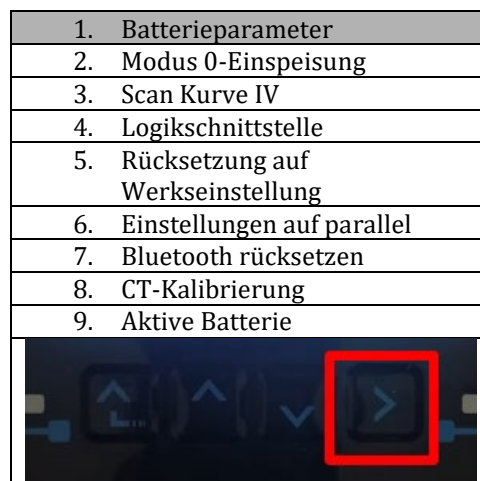 1. Batterieparameter
2. Modus 0-Einspeisung
3. Scan Kurve IV
4. Logikschnittstelle
5. Rücksetzung auf
Werkseinstellung
6. Einstellungen auf parallel
7. Bluetooth rücksetzen
8. CT-Kalibrierung
9. Aktive Batterie